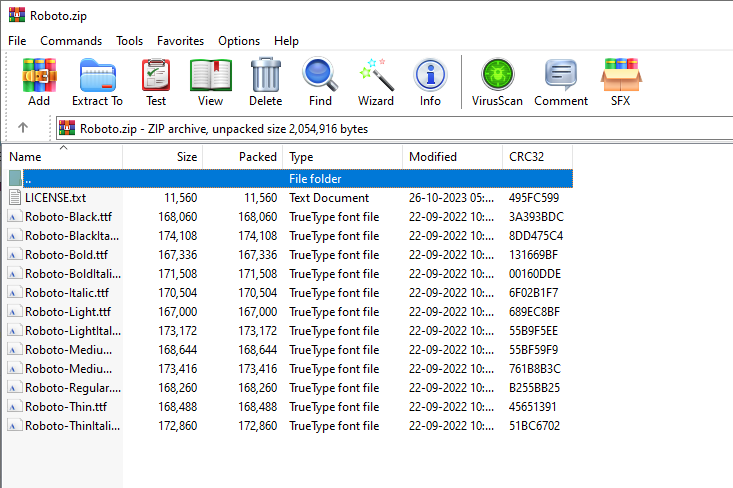 Roboto.zip
File Commands Tools Favorites Options Help
Add Extract To Test View Delete Find Wizard Info VirusScan Comment SFX
Roboto.zip - ZIP archive, unpacked size 2,054,916 bytes
Name Size Packed Type Modified CRC32
.. File folder
LICENSE.txt 11,560 11,560 Text Document 26-10-2023 05:... 495FC599
Roboto-Black.ttf 168,060 168,060 TrueType font file 22-09-2022 10:... 3A393BDC
Roboto-BlackIta... 174,108 174,108 TrueType font file 22-09-2022 10:... 8DD475C4
Roboto-Bold.ttf 167,336 167,336 TrueType font file 22-09-2022 10:... 131669BF
Roboto-BoldItali... 171,508 171,508 TrueType font file 22-09-2022 10:... 00160DDE
Roboto-Italic.ttf 170,504 170,504 TrueType font file 22-09-2022 10:... 6F02B1F7
Roboto-Light.ttf 167,000 167,000 TrueType font file 22-09-2022 10:... 689EC8BF
Roboto-LightItal... 173,172 173,172 TrueType font file 22-09-2022 10:... 55B9F5EE
Roboto-Mediu... 168,644 168,644 TrueType font file 22-09-2022 10:... 55BF59F9
Roboto-Mediu... 173,416 173,416 TrueType font file 22-09-2022 10:... 761B8B3C
Roboto-Regular.... 168,260 168,260 TrueType font file 22-09-2022 10:... B255BB25
Roboto-Thin.ttf 168,488 168,488 TrueType font file 22-09-2022 10:... 45651391
Roboto-ThinItali... 172,860 172,860 TrueType font file 22-09-2022 10:... 51BC6702